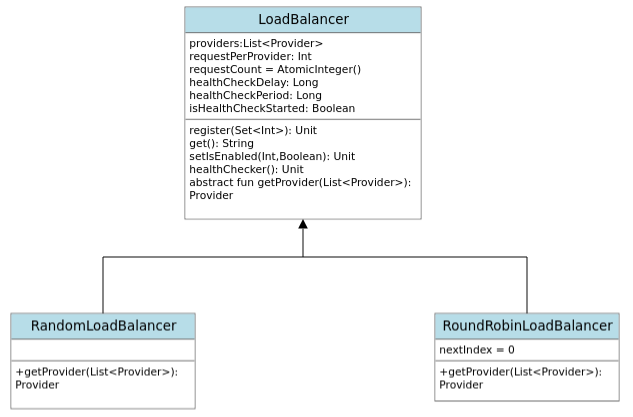 LoadBalancer
providers:List<Provider>
requestPerProvider: Int
requestCount = AtomicInteger()
healthCheckDelay: Long
healthCheckPeriod: Long
isHealthCheckStarted: Boolean
register(Set<Int>): Unit
get(): String
setIsEnabled(Int,Boolean): Unit
healthChecker(): Unit
abstract fun getProvider(List<Provider>):
Provider
RandomLoadBalancer
+getProvider(List<Provider>):
Provider
RoundRobinLoadBalancer
nextIndex = 0
+getProvider(List<Provider>):
Provider